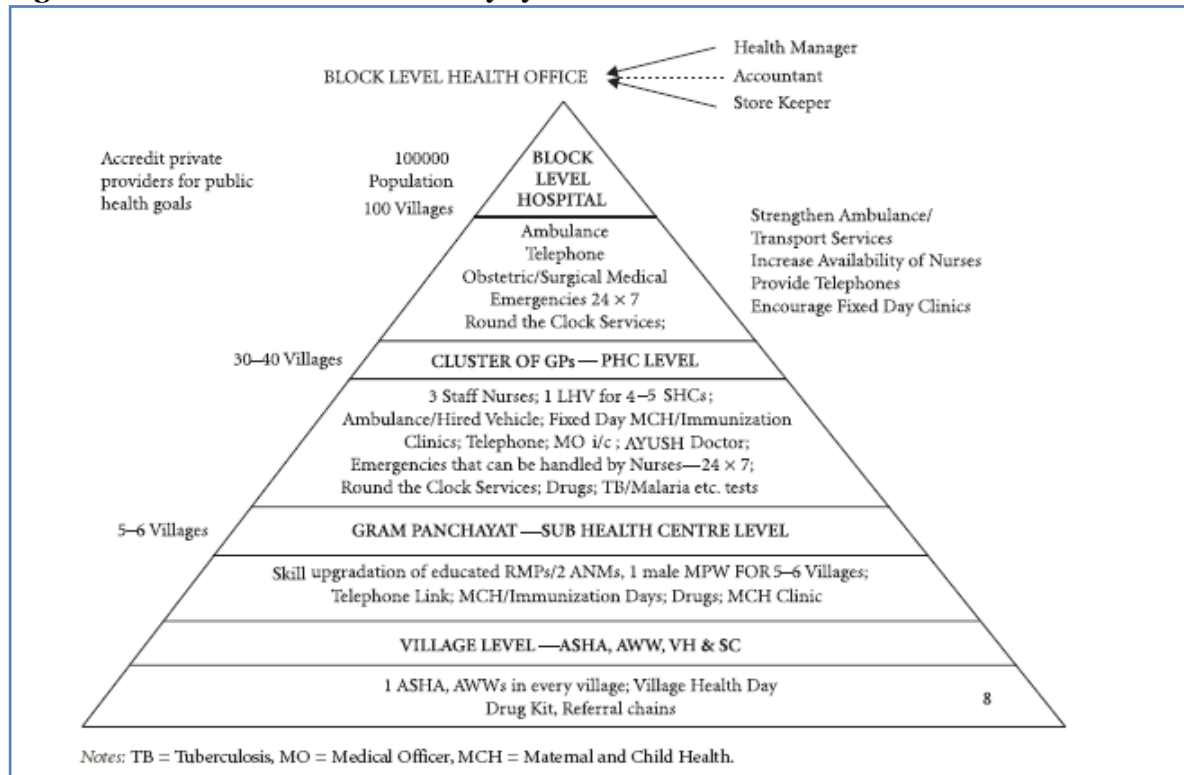 Health Manager
BLOCK LEVEL HEALTH OFFICE
Accountant
Store Keeper
Accredit private
providers for public
health goals
100000
Population
100 Villages
BLOCK
LEVEL
HOSPITAL
Strengthen Ambulance/
Transport Services
Increase Availability of Nurses
Provide Telephones
Encourage Fixed Day Clinics
Ambulance
Telephone
Obstetric/Surgical Medical
Emergencies 24 × 7
Round the Clock Services;
30–40 Villages
CLUSTER OF GPs — PHC LEVEL
3 Staff Nurses; 1 LHV for 4–5 SHCs;
Ambulance/Hired Vehicle; Fixed Day MCH/Immunization
Clinics; Telephone; MO i/c ; AYUSH Doctor;
Emergencies that can be handled by Nurses—24 × 7;
Round the Clock Services; Drugs; TB/Malaria etc. tests
5–6 Villages
GRAM PANCHAYAT — SUB HEALTH CENTRE LEVEL
Skill upgradation of educated RMPs/2 ANMs, 1 male MPW FOR 5–6 Villages;
Telephone Link; MCH/Immunization Days; Drugs; MCH Clinic
VILLAGE LEVEL — ASHA, AWW, VH & SC
1 ASHA, AWWs in every village; Village Health Day
Drug Kit, Referral chains
8
Notes: TB = Tuberculosis, MO = Medical Officer, MCH = Maternal and Child Health.